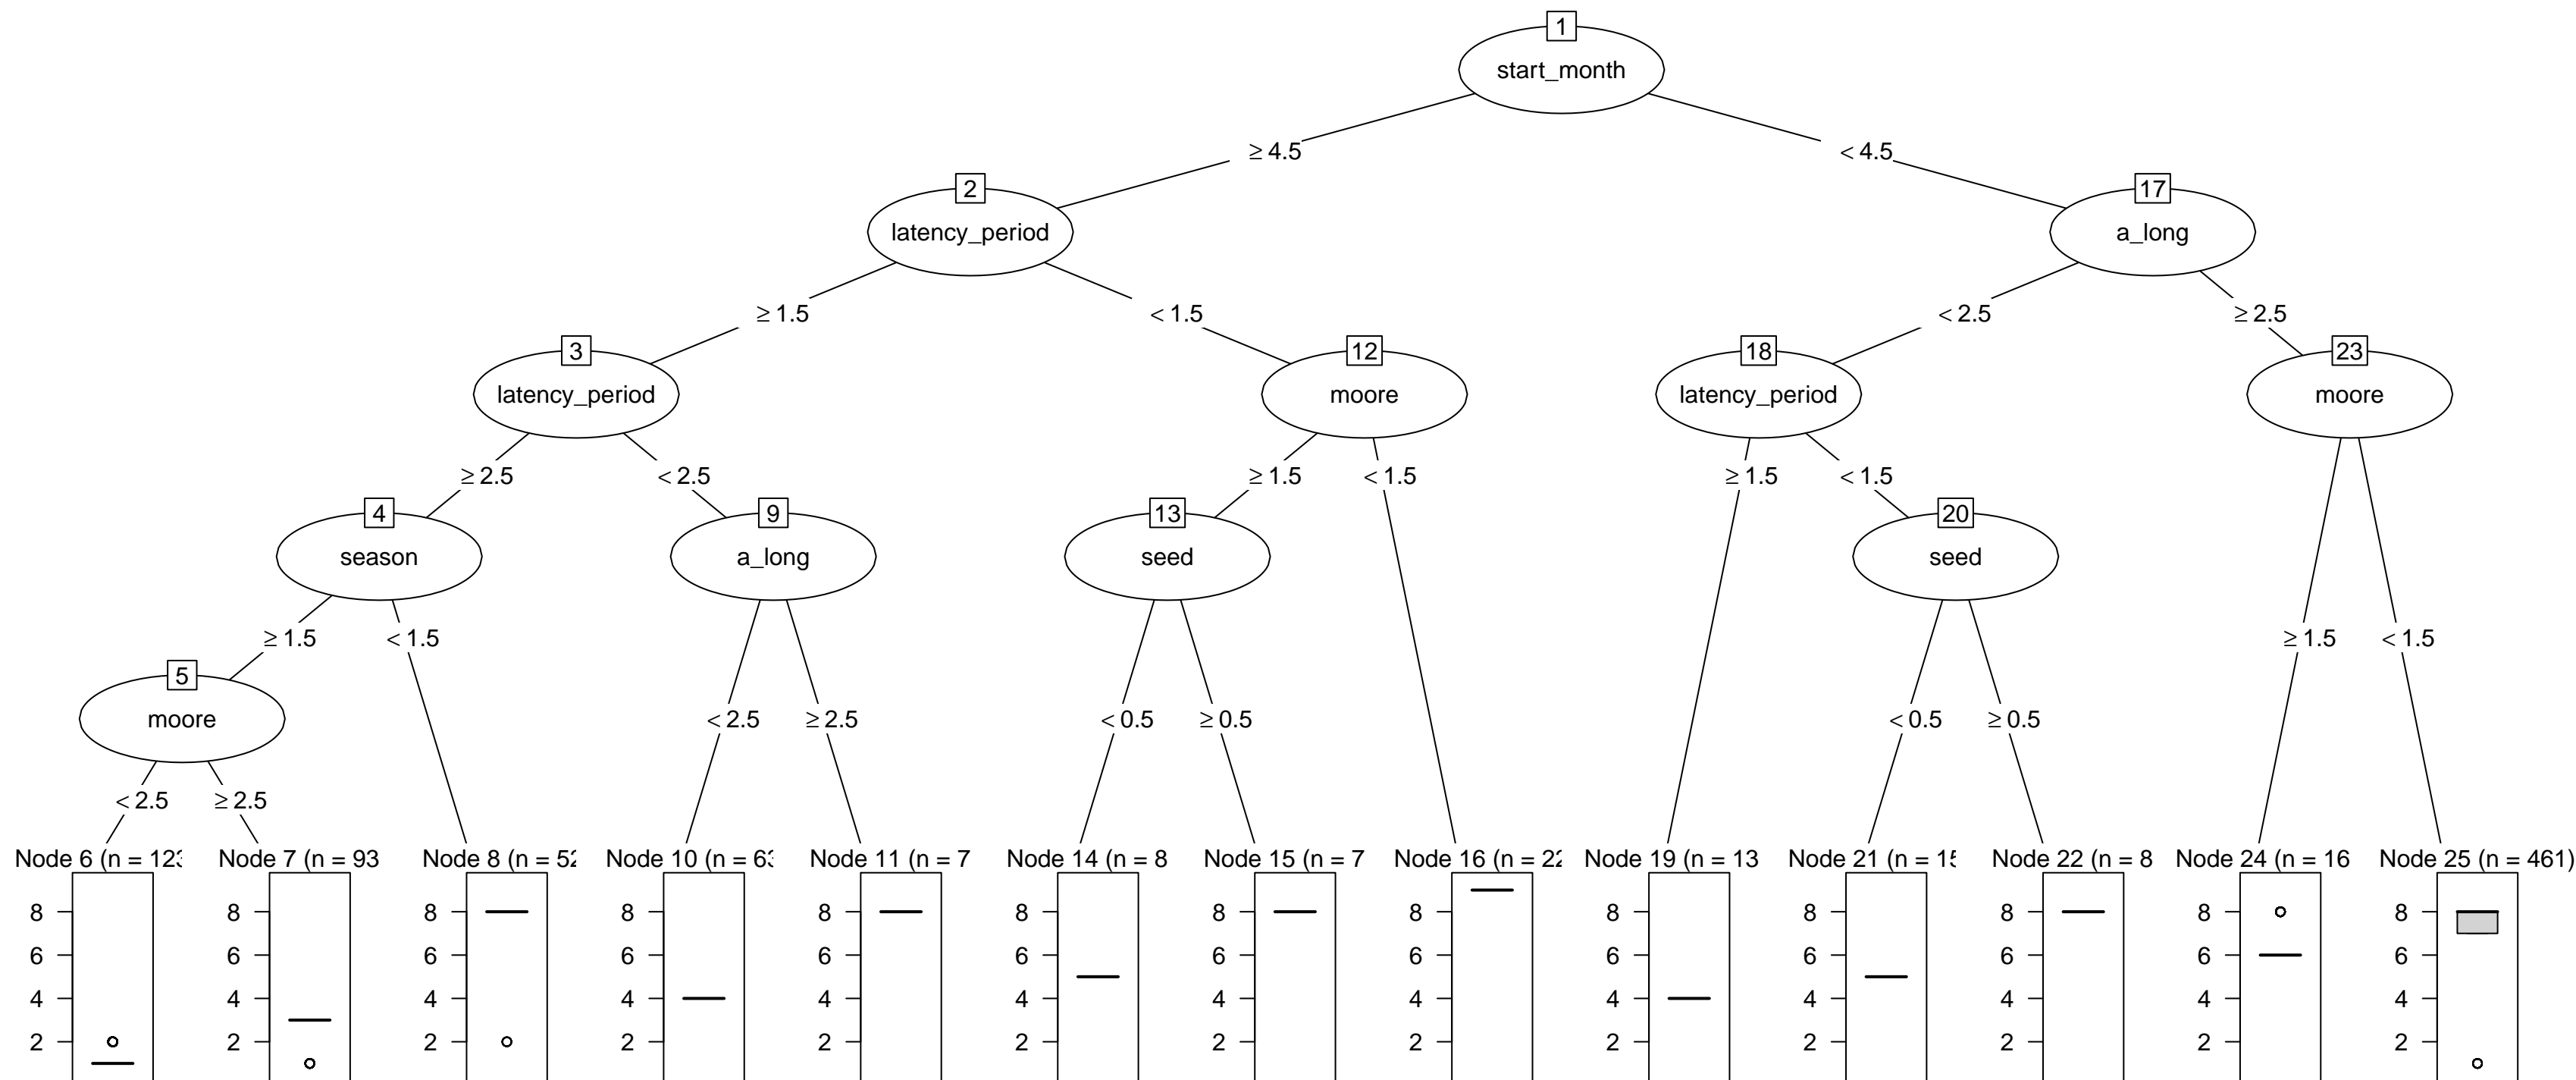 1
start_month
≥ 4.5 < 4.5
2 17
latency_period a_long
≥ 1.5 < 1.5 < 2.5 ≥ 2.5
3 12 18 23
latency_period moore latency_period moore
≥ 2.5 < 2.5 ≥ 1.5 < 1.5 ≥ 1.5 < 1.5
4 9 13 20
season a_long seed seed
≥ 1.5 < 1.5 ≥ 1.5 < 1.5
5
moore
< 2.5 ≥ 2.5 < 0.5 ≥ 0.5 < 0.5 ≥ 0.5
< 2.5 ≥ 2.5
Node 6 (n = 123 Node 7 (n = 93 Node 8 (n = 52 Node 10 (n = 63 Node 11 (n = 7 Node 14 (n = 8 Node 15 (n = 7 Node 16 (n = 22 Node 19 (n = 13 Node 21 (n = 15 Node 22 (n = 8 Node 24 (n = 16 Node 25 (n = 461)
8 8 8 8 8 8 8 8 8 8 8 8 8
6 6 6 6 6 6 6 6 6 6 6 6 6
4 4 4 4 4 4 4 4 4 4 4 4 4
2 2 2 2 2 2 2 2 2 2 2 2 2